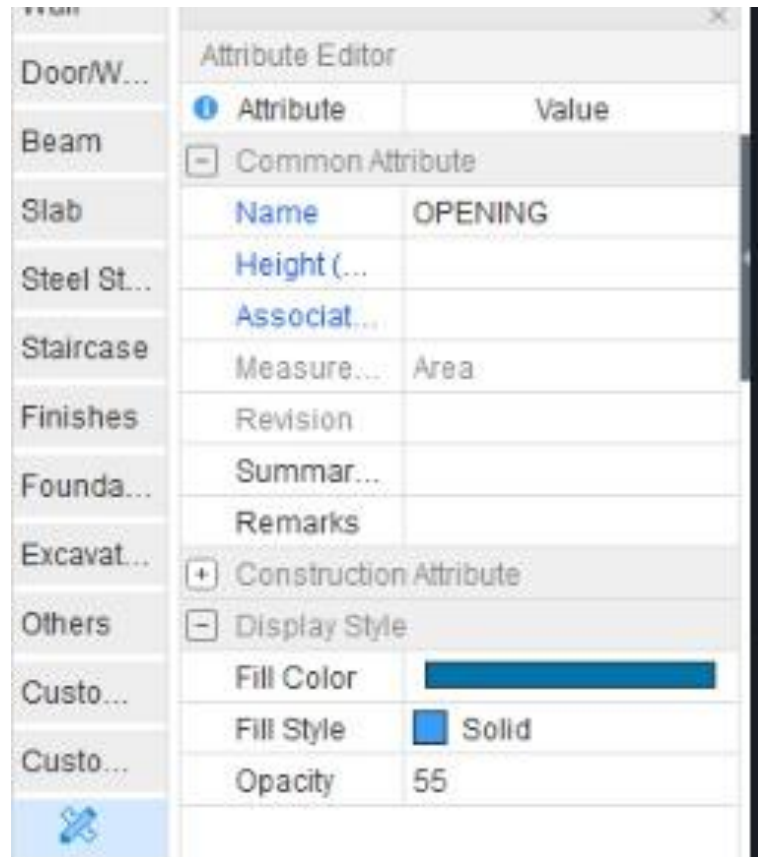 Wall
Door/W...
Beam
Slab
Steel St...
Staircase
Finishes
Founda...
Excavat...
Others
Custo...
Custo...
Attribute Editor
Attribute Value
Common Attribute
Name OPENING
Height (...
Associat...
Measure... Area
Revision
Summar...
Remarks
Construction Attribute
Display Style
Fill Color
Fill Style Solid
Opacity 55